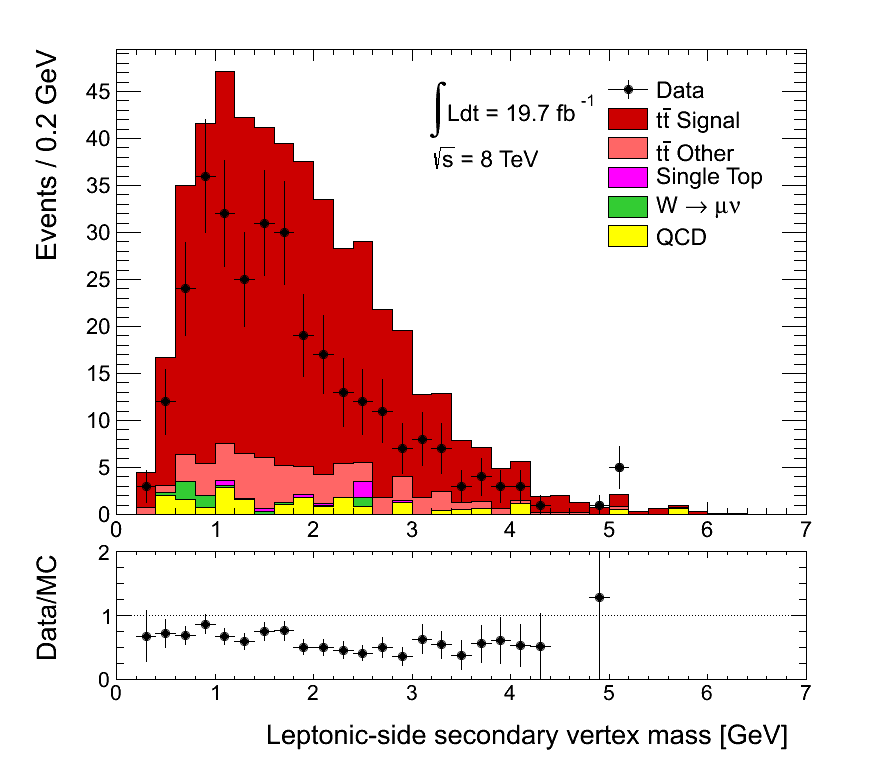 Events / 0.2 GeV
45
40
35
30
25
20
15
10
5
0
∫Ldt = 19.7 fb⁻¹
√s = 8 TeV
Data
tt̄ Signal
tt̄ Other
Single Top
W → μν
QCD
0 1 2 3 4 5 6 7
Data/MC
2
1
0
0 1 2 3 4 5 6 7
Leptonic-side secondary vertex mass [GeV]